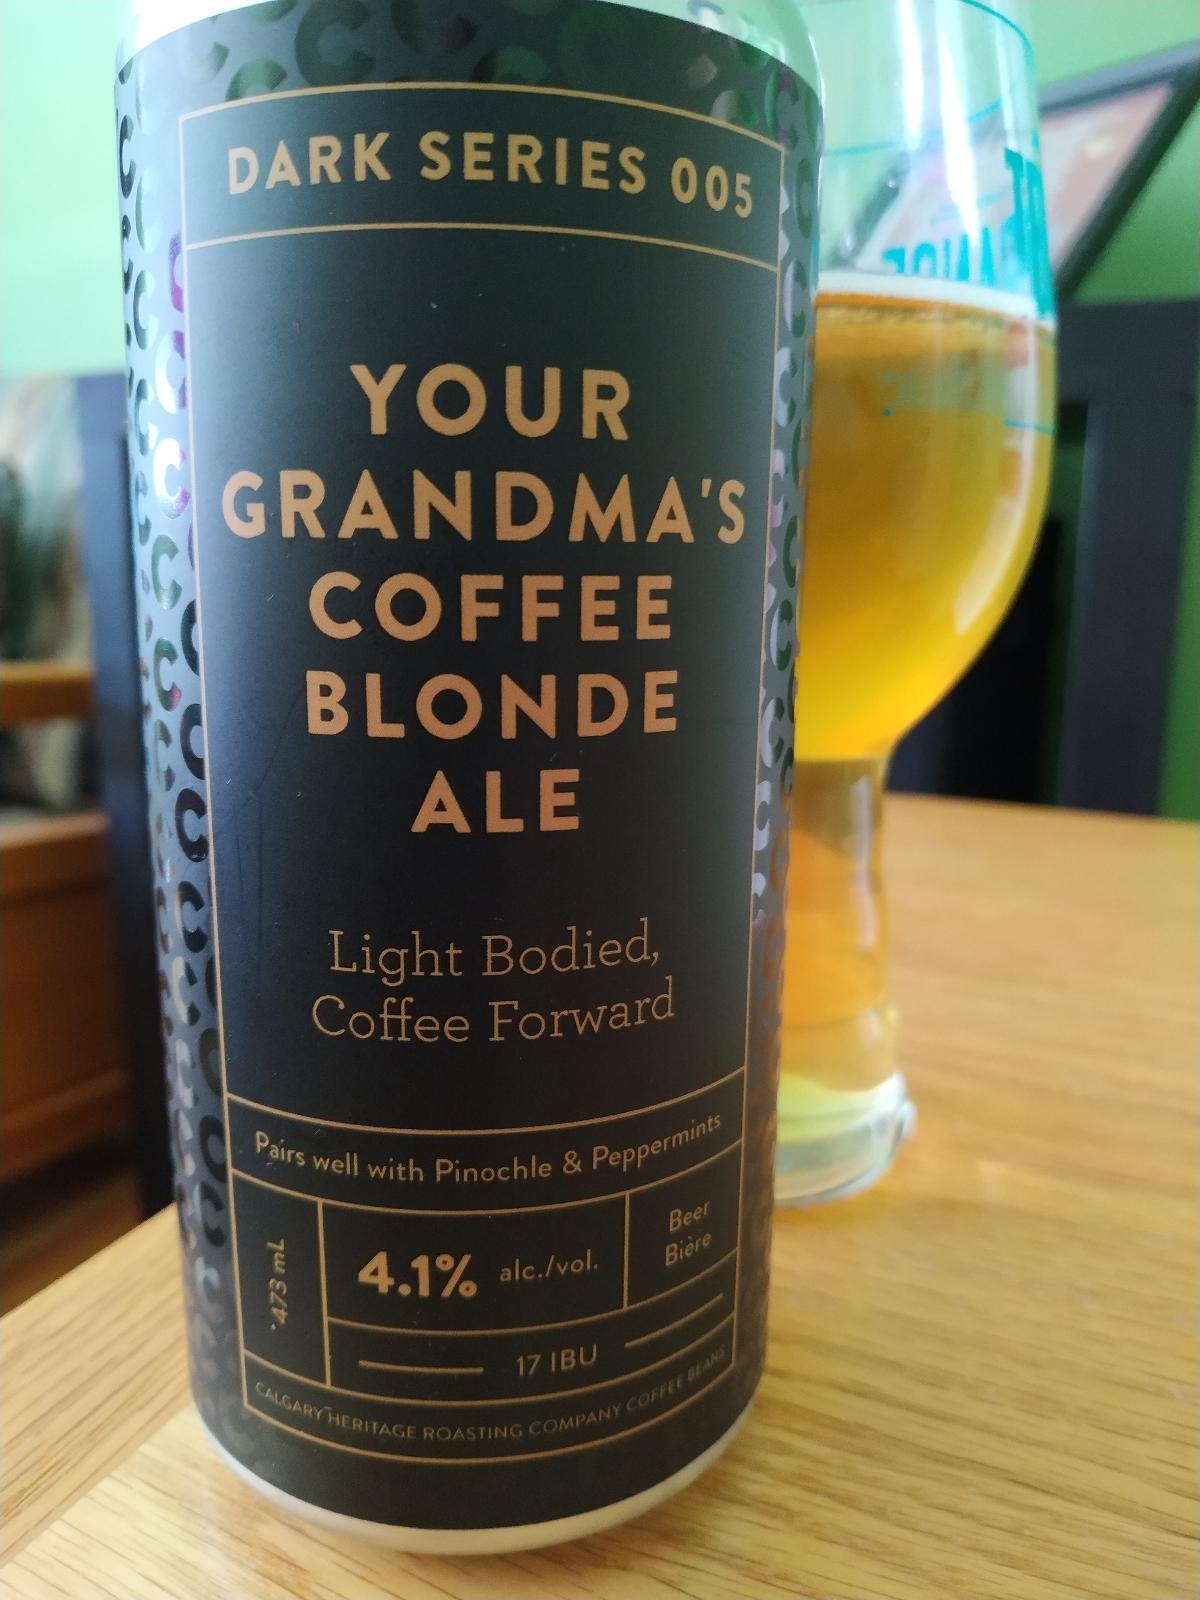 DARK SERIES 005
YOUR
GRANDMA'S
COFFEE
BLONDE
ALE
Light Bodied,
Coffee Forward
Pairs well with Pinochle & Peppermints
473 mL
4.1% alc./vol.
Beer
Bière
17 IBU
CALGARY HERITAGE ROASTING COMPANY COFFEE BEANS